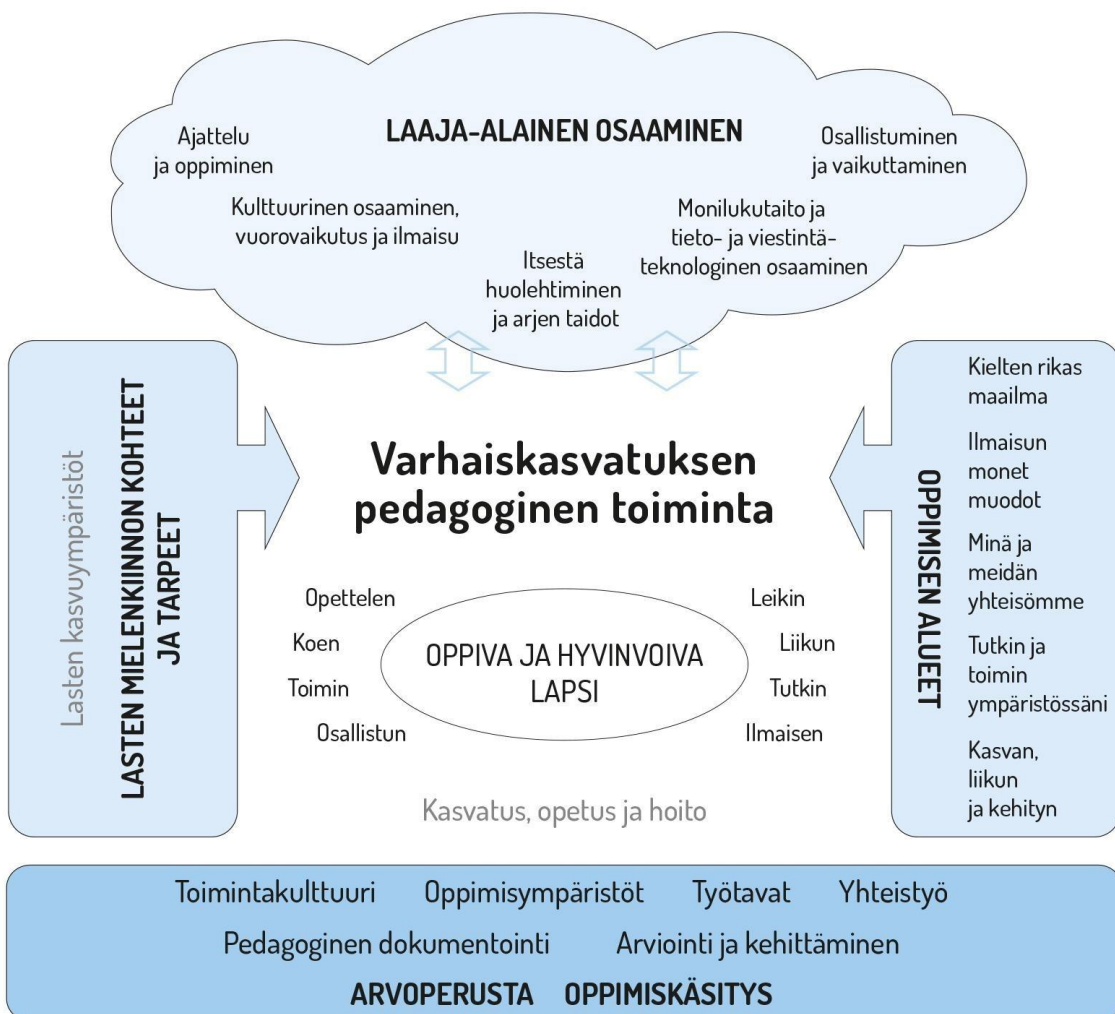 LAAJA-ALAINEN OSAAMINEN
Ajattelu
ja oppiminen
Kulttuurinen osaaminen,
vuorovaikutus ja ilmaisu
Itsestä
huolehtiminen
ja arjen taidot
Monilukutaito ja
tieto- ja viestintä-
teknologinen osaaminen
Osallistuminen
ja vaikuttaminen
Lasten kasvuympäristöt
LASTEN MIELENKIINNON KOHTEET
JA TARPEET
Varhaiskasvatuksen
pedagoginen toiminta
Opettelen
Koen
Toimin
Osallistun
OPPIVA JA HYVINVOIVA
LAPSI
Leikin
Liikun
Tutkin
Ilmaisen
Kasvatus, opetus ja hoito
OPPIMISEN ALUEET
Kielten rikas
maailma
Ilmaisun
monet
muodot
Minä ja
meidän
yhteisömme
Tutkin ja
toimin
ympäristössäni
Kasvan,
liikun
ja kehityn
Toimintakulttuuri Oppimisympäristöt Työtavat Yhteistyö
Pedagoginen dokumentointi Arviointi ja kehittäminen
ARVOPERUSTA OPPIMISKÄSITYS